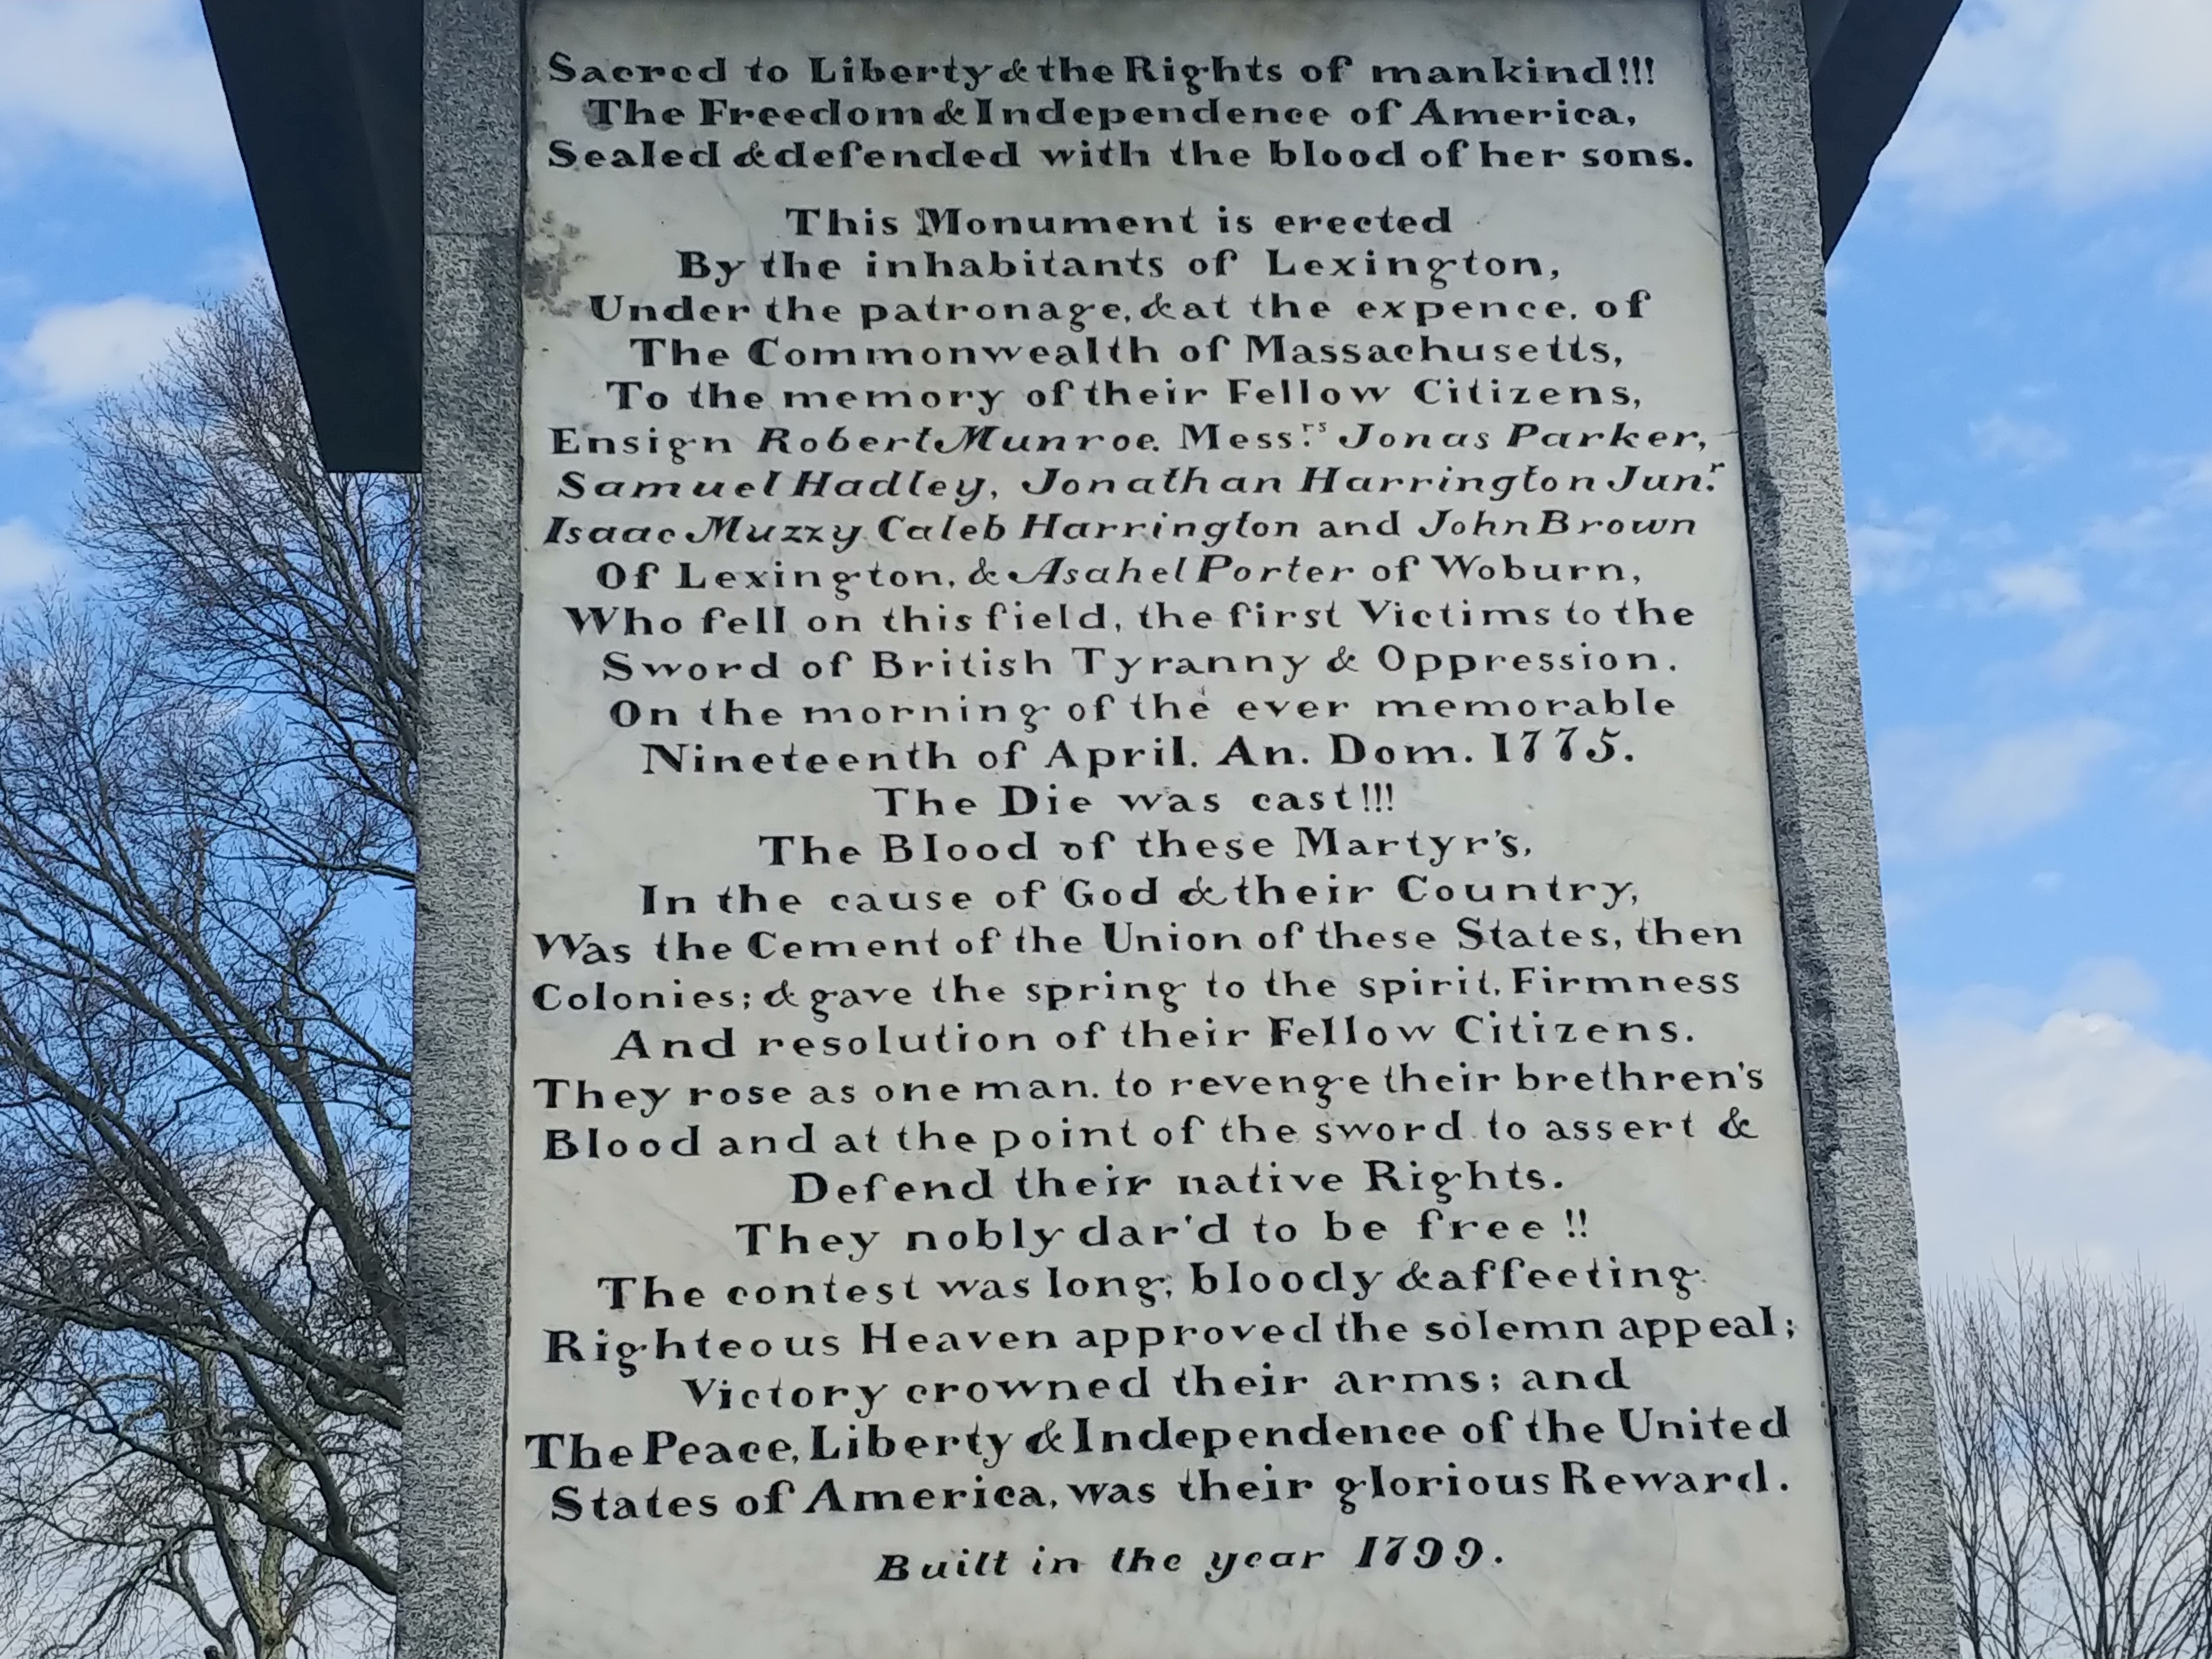 Sacred to Liberty & the Rights of mankind!!!
The Freedom & Independence of America,
Sealed & defended with the blood of her sons.
This Monument is erected
By the inhabitants of Lexington,
Under the patronage, & at the expence, of
The Commonwealth of Massachusetts,
To the memory of their Fellow Citizens,
Ensign Robert Munroe. Messrs. Jonas Parker,
Samuel Hadley, Jonathan Harrington Junr.
Isaac Muzzy. Caleb Harrington and John Brown
Of Lexington, & Asahel Porter of Woburn,
Who fell on this field, the first Victims to the
Sword of British Tyranny & Oppression.
On the morning of the ever memorable
Nineteenth of April. An. Dom. 1775.
The Die was cast!!!
The Blood of these Martyr's,
In the cause of God & their Country,
Was the Cement of the Union of these States, then
Colonies; & gave the spring to the spirit, Firmness
And resolution of their Fellow Citizens.
They rose as one man. to revenge their brethren's
Blood and at the point of the sword to assert &
Defend their native Rights.
They nobly dar'd to be free!!
The contest was long, bloody & affecting.
Righteous Heaven approved the solemn appeal;
Victory crowned their arms; and
The Peace, Liberty & Independence of the United
States of America, was their glorious Reward.
Built in the year 1799.